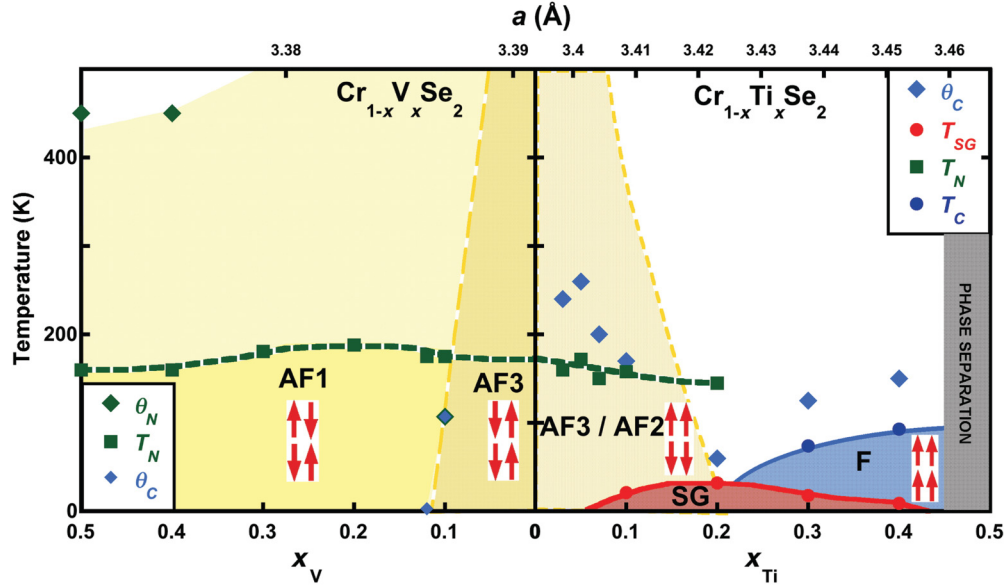 a (Å)
3.38 3.39 3.4 3.41 3.42 3.43 3.44 3.45 3.46
Cr1-xVxSe2
Cr1-xTixSe2
θC
TSG
TN
TC
Temperature (K)
400
200
0
AF1
AF3
AF3 / AF2
SG
F
PHASE SEPARATION
θN
TN
θC
0.5 0.4 0.3 0.2 0.1 0 0.1 0.2 0.3 0.4 0.5
xV
xTi